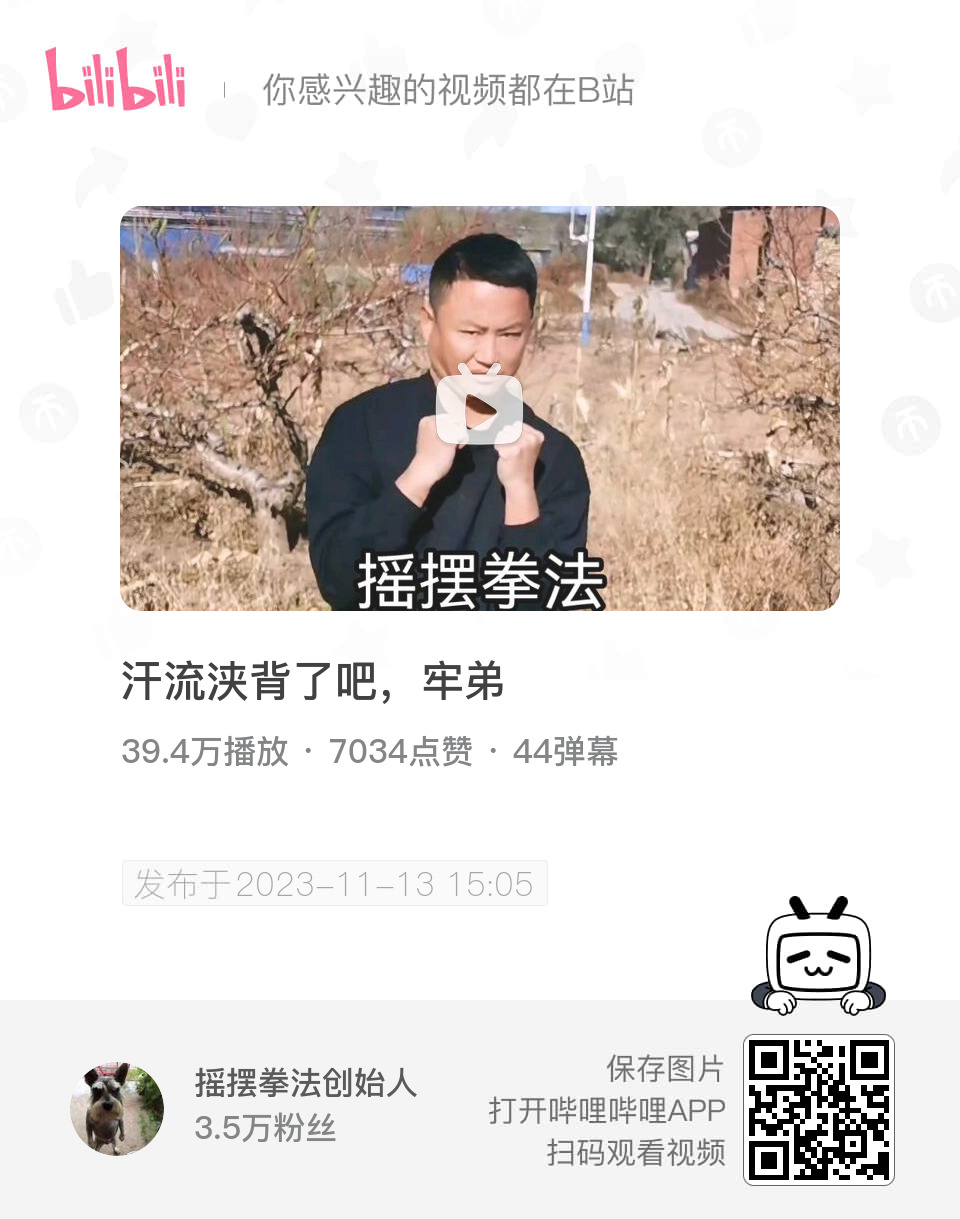 bilibili
你感兴趣的视频都在B站
摇摆拳法
汗流浃背了吧，牢弟
39.4万播放 · 7034点赞 · 44弹幕
发布于2023-11-13 15:05
摇摆拳法创始人
3.5万粉丝
保存图片
打开哔哩哔哩APP
扫码观看视频